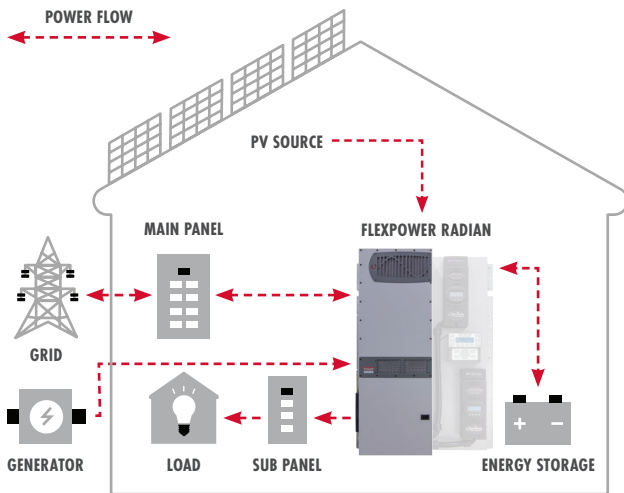 POWER FLOW
PV SOURCE
MAIN PANEL
FLEXPOWER RADIAN
GRID
GENERATOR
LOAD
SUB PANEL
ENERGY STORAGE
+ −